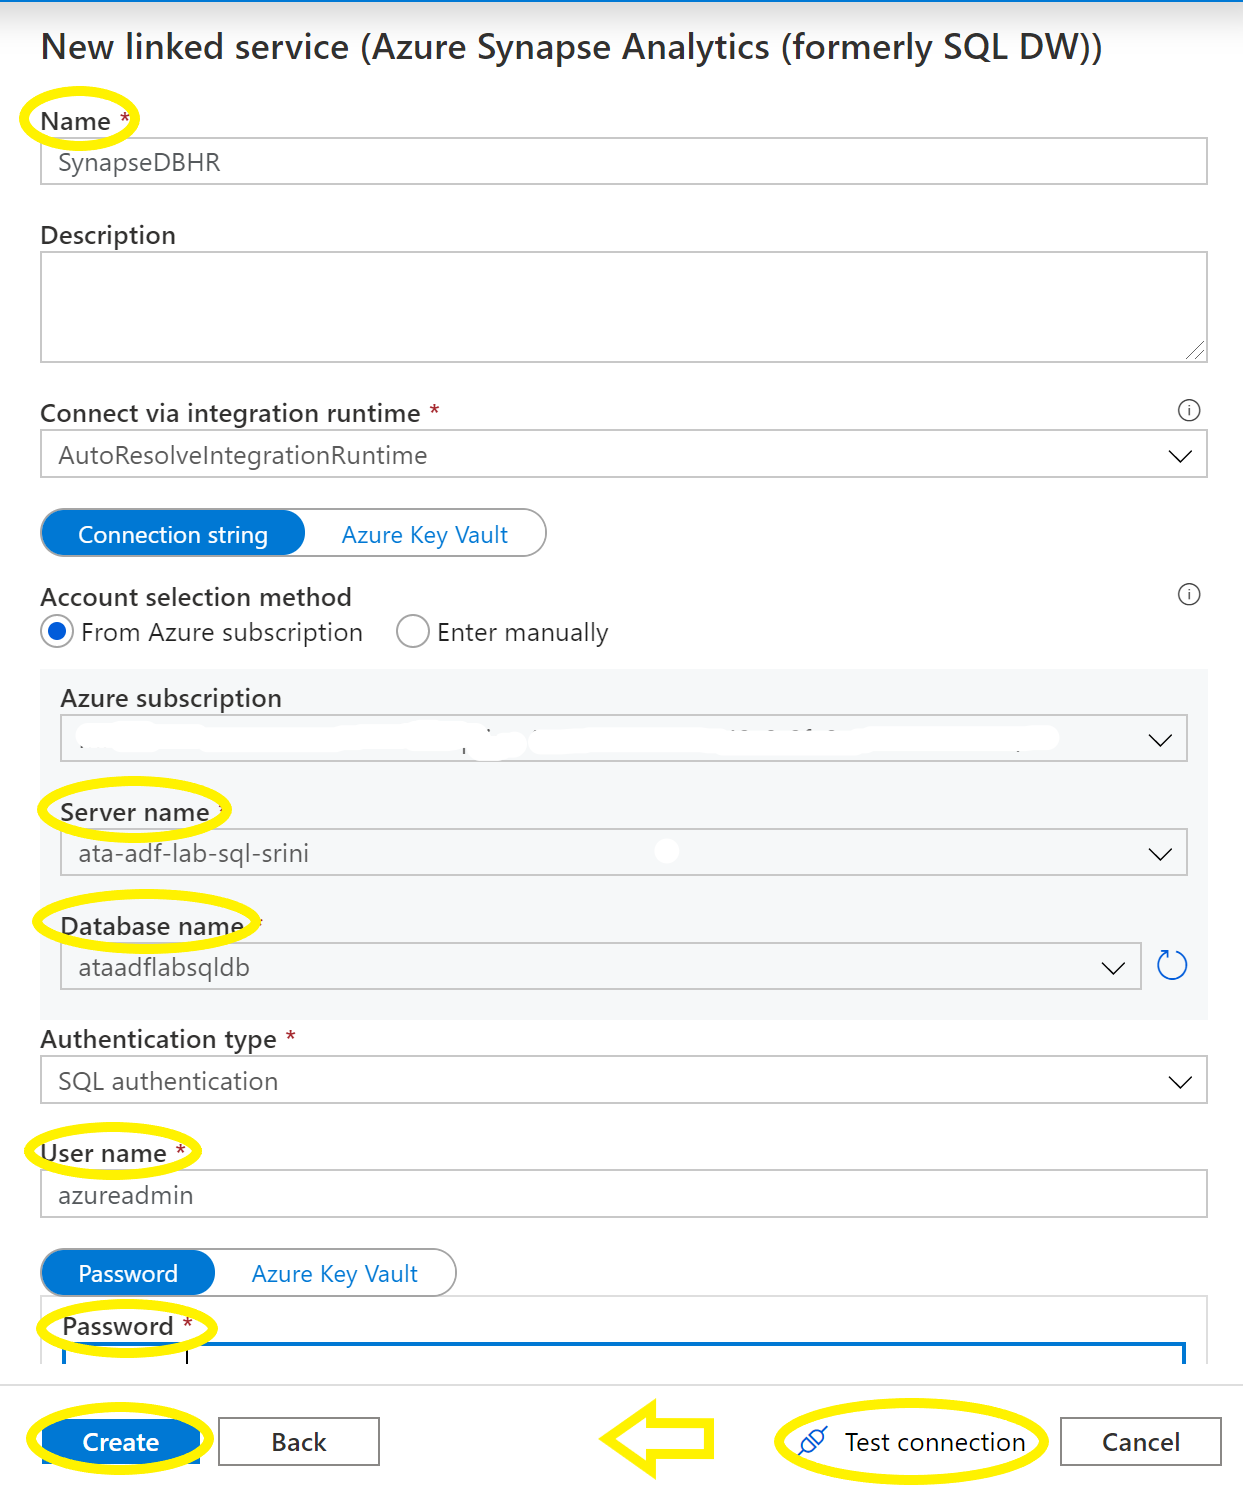 New linked service (Azure Synapse Analytics (formerly SQL DW))
Name *
SynapseDBHR
Description
Connect via integration runtime *
AutoResolveIntegrationRuntime
Connection string
Azure Key Vault
Account selection method
From Azure subscription
Enter manually
Azure subscription
Server name
ata-adf-lab-sql-srini
Database name
ataadflabsqldb
Authentication type *
SQL authentication
User name *
azureadmin
Password
Azure Key Vault
Password *
Create
Back
Test connection
Cancel